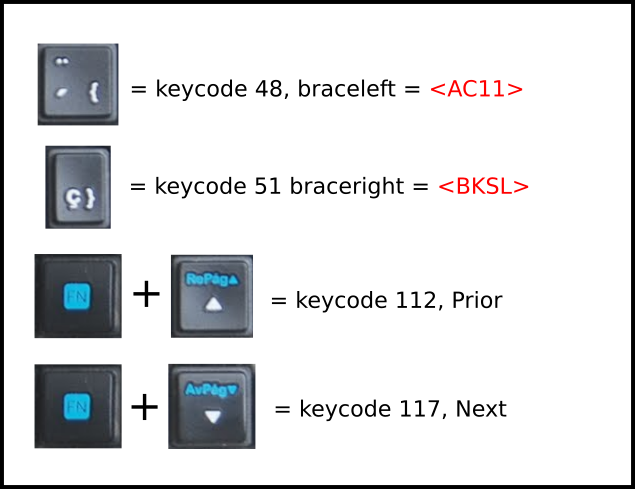 ¨ ´ { = keycode 48, braceleft = <AC11>
Ç } = keycode 51 braceright = <BKSL>
FN + RePág▲ ▲ = keycode 112, Prior
FN + AvPág▼ ▼ = keycode 117, Next